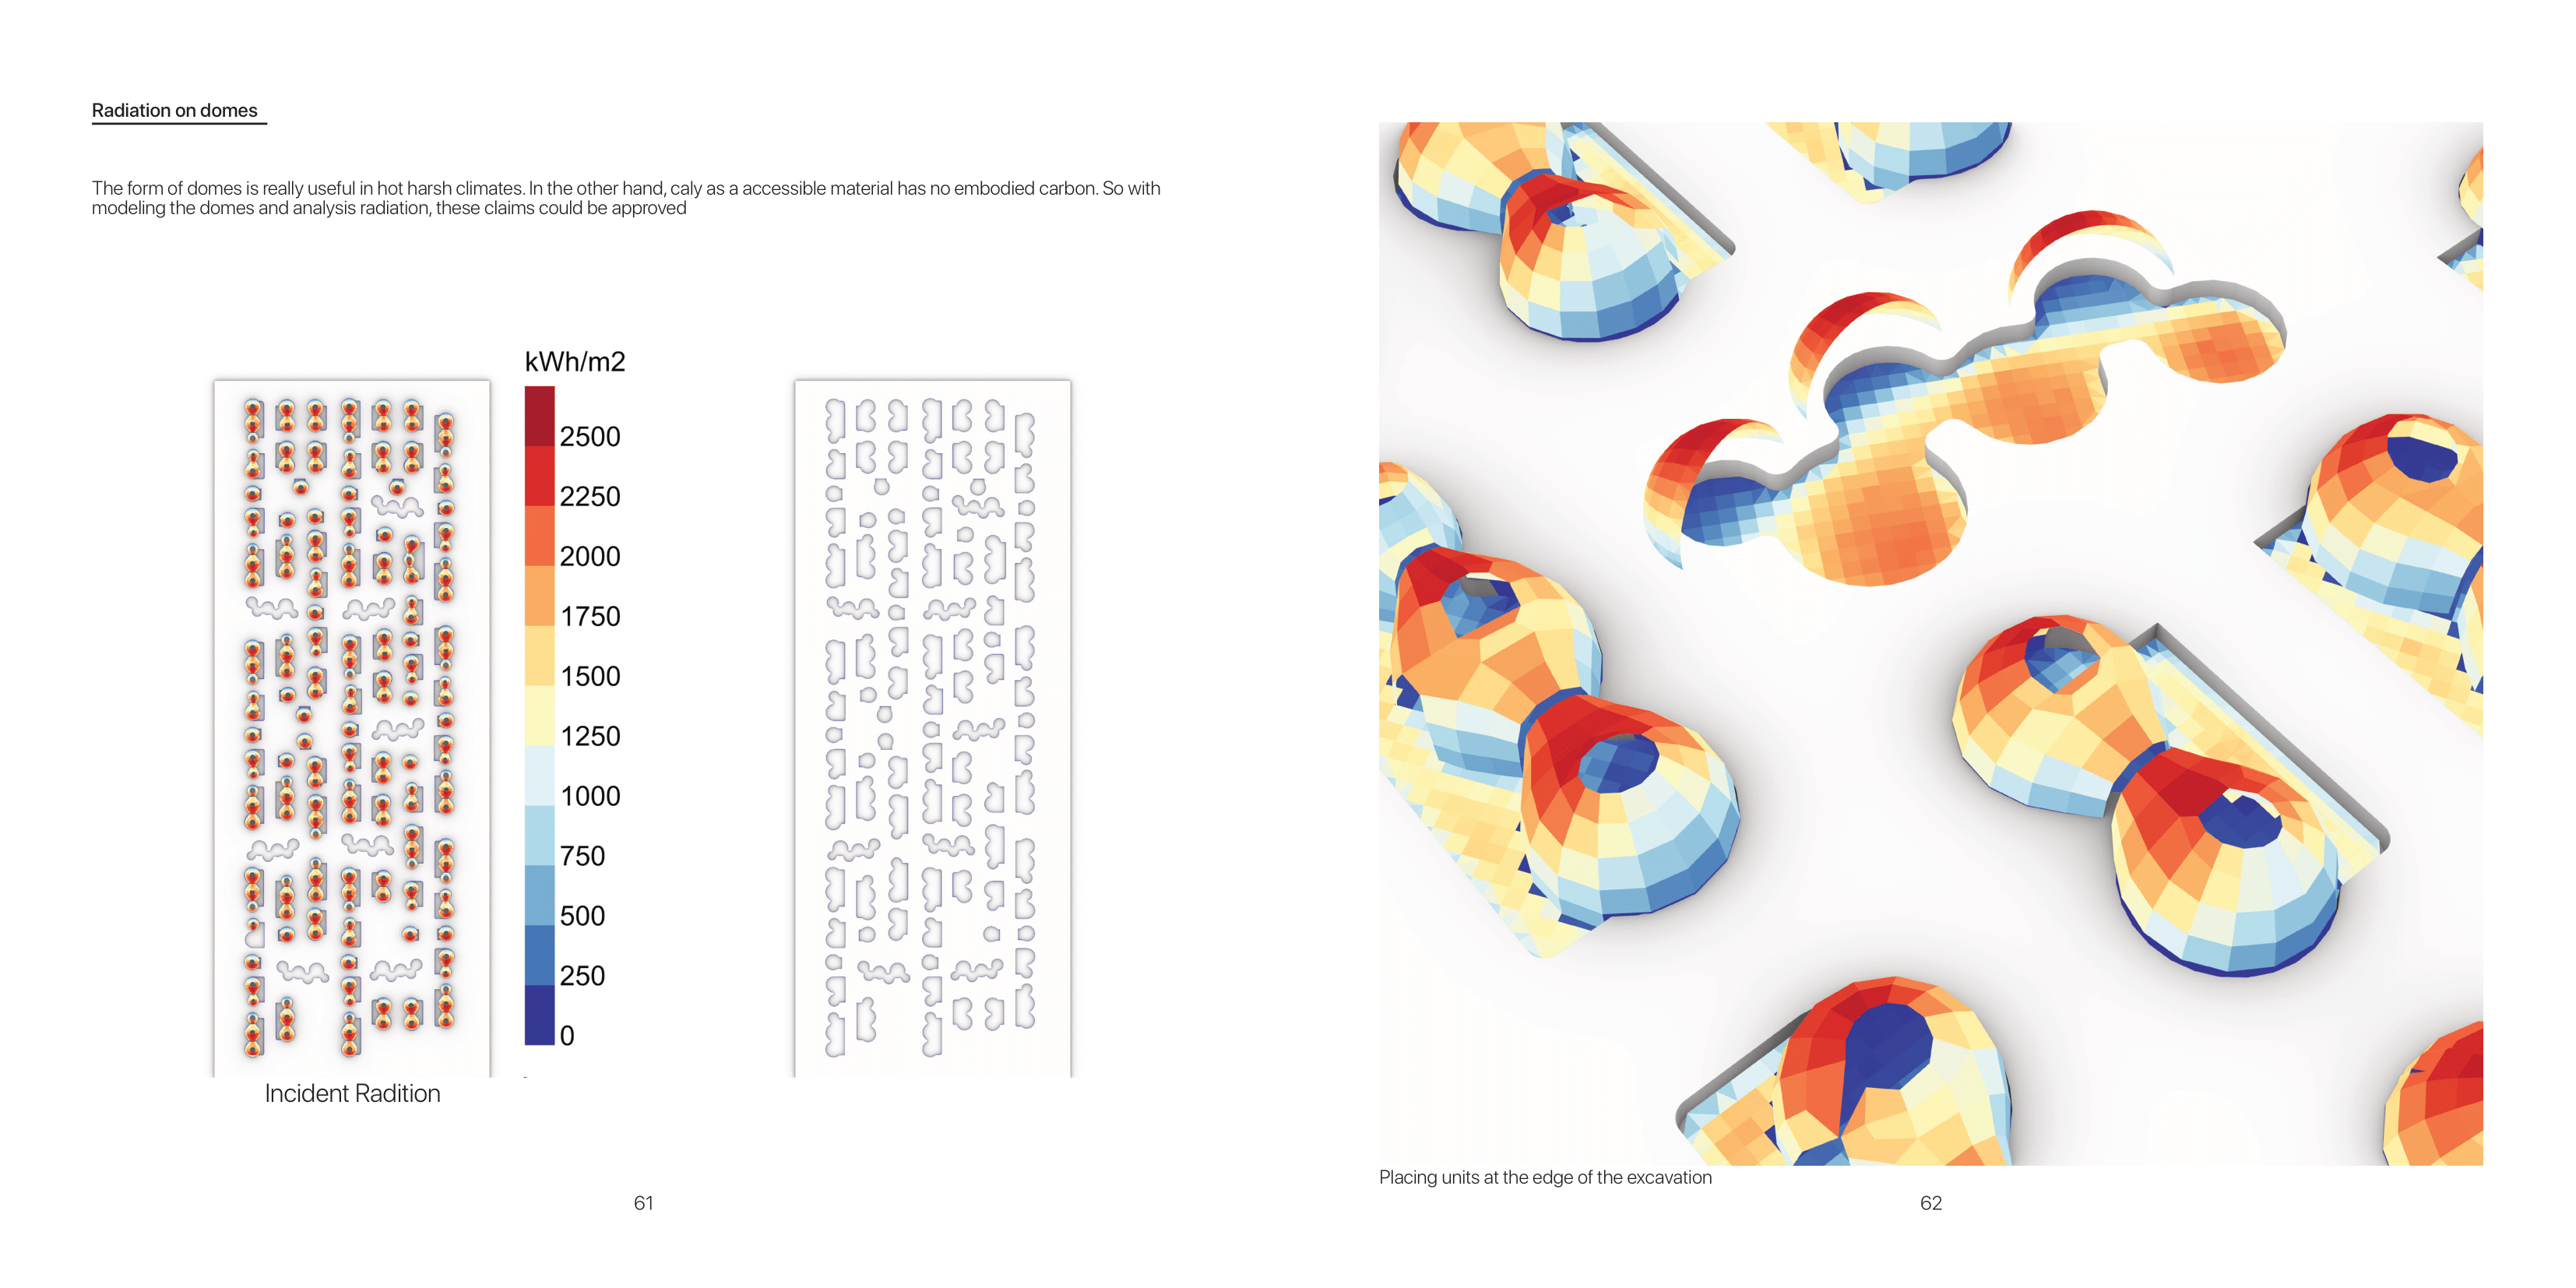 Radiation on domes
The form of domes is really useful in hot harsh climates. In the other hand, caly as a accessible material has no embodied carbon. So with
modeling the domes and analysis radiation, these claims could be approved
kWh/m2
2500
2250
2000
1750
1500
1250
1000
750
500
250
0
Incident Radition
61
Placing units at the edge of the excavation
62